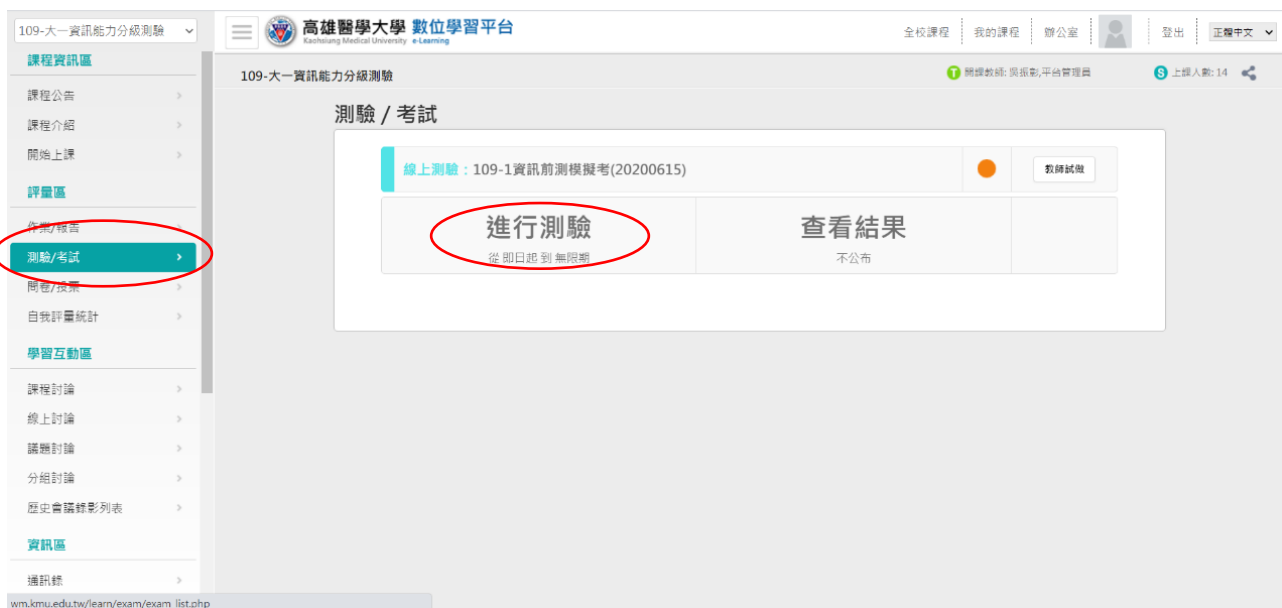 109-大一資訊能力分級測驗
高雄醫學大學 數位學習平台
Kaohsiung Medical University e-Learning
全校課程
我的課程
辦公室
登出
正體中文
課程資訊區
課程公告
課程介紹
開始上課
評量區
作業/報告
測驗/考試
問卷/投票
自我評量統計
學習互動區
課程討論
線上討論
議題討論
分組討論
歷史會議錄影列表
資訊區
通訊錄
wm.kmu.edu.tw/learn/exam/exam_list.php
109-大一資訊能力分級測驗
T 開課教師: 吳振彰,平台管理員
S 上課人數: 14
測驗 / 考試
線上測驗：109-1資訊前測模擬考(20200615)
教師試做
進行測驗
從 即日起 到 無限期
查看結果
不公布